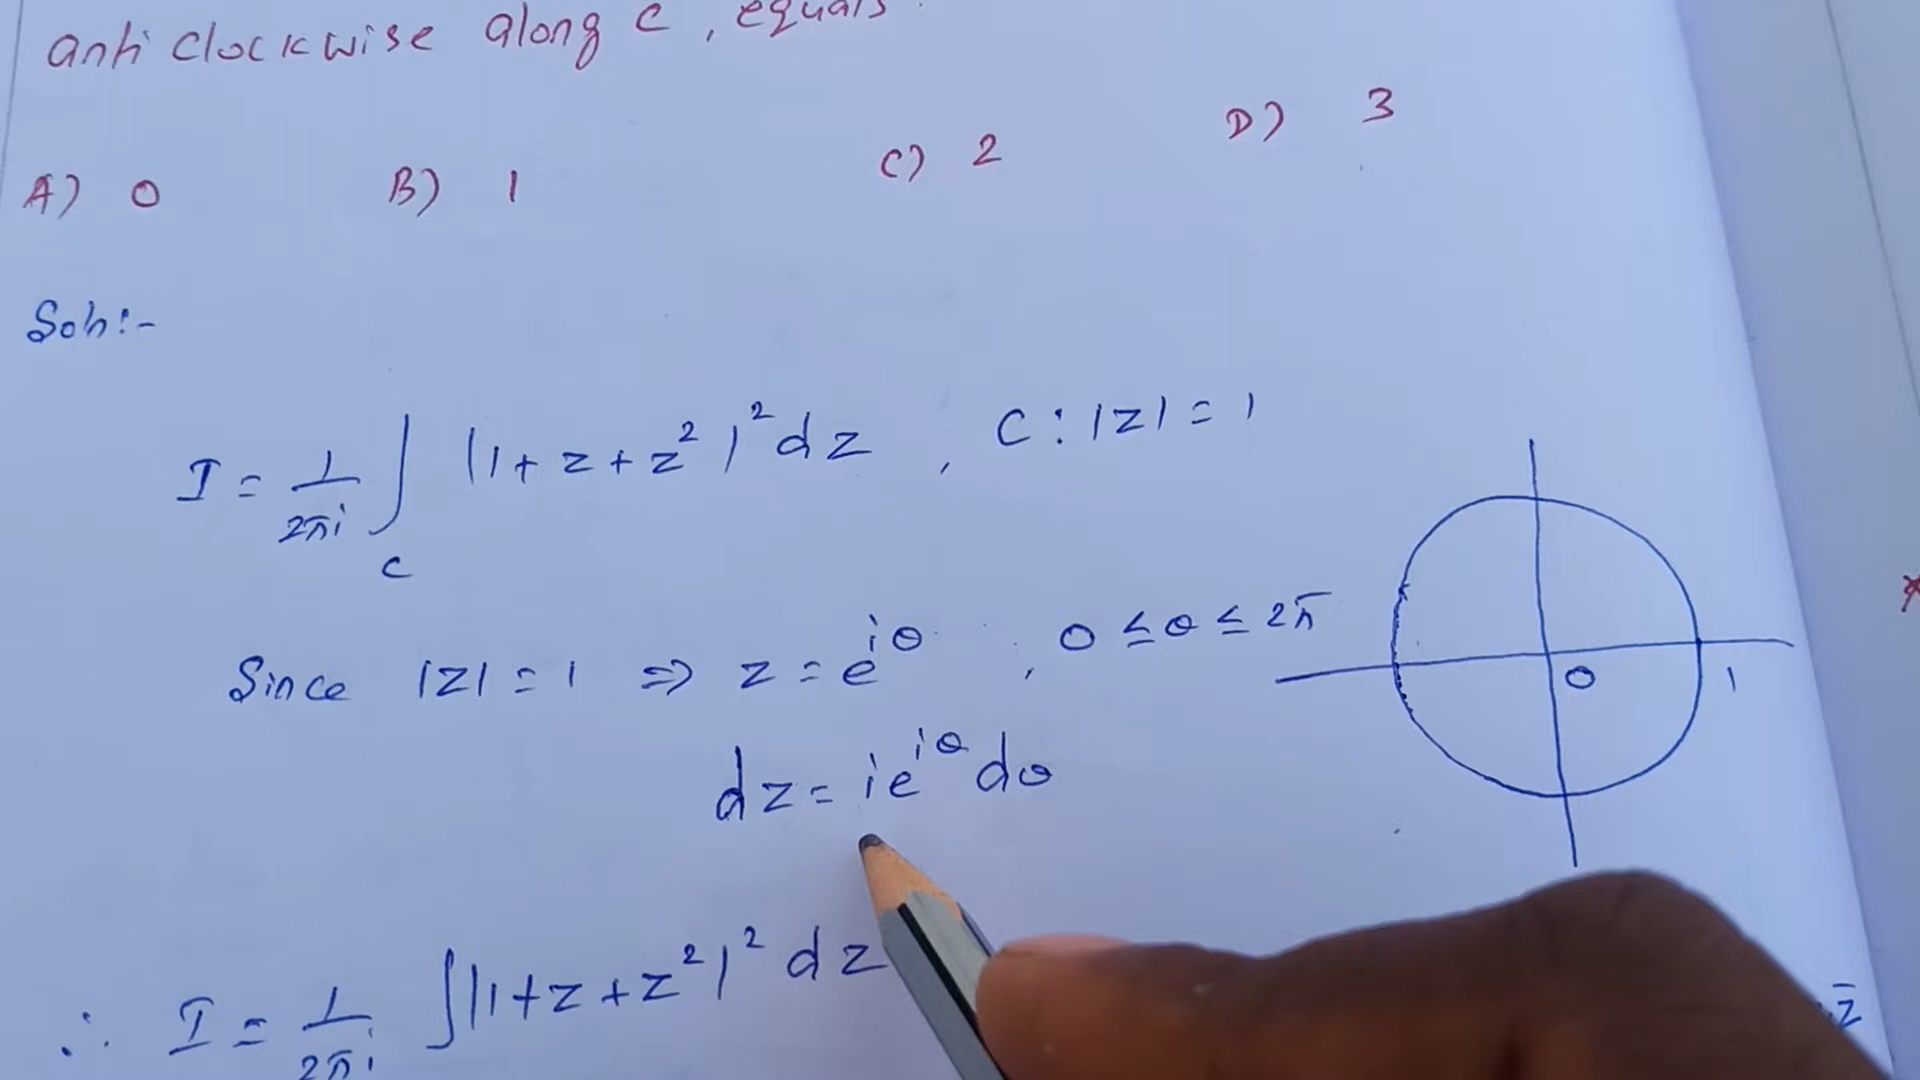 anti clockwise along C, equals
A) 0 B) 1 C) 2 D) 3
Soln:-
I = 1/2πi ∫_C |1+z+z²|² dz , C : |z| = 1
Since |z| = 1 ⇒ z = e^{iθ} , 0 ≤ θ ≤ 2π
0 1
dz = ie^{iθ} dθ
∴ I = 1/2πi ∫|1+z+z²|² dz
z̄